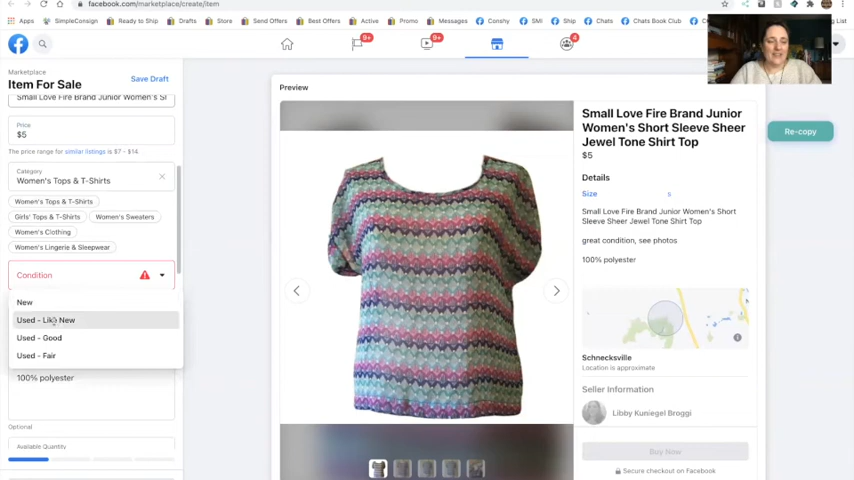 facebook.com/marketplace/create/item
Apps SimpleConsign Ready to Ship Drafts Store Send Offers Best Offers Active Promo Messages Conshy SMI Ship Chats Chats Book Club
9+ 9+ 4
Marketplace
Item For Sale
Save Draft
Small Love Fire Brand Junior Women's Sl
Price
$5
The price range for similar listings is $7 - $14.
Category
Women's Tops & T-Shirts
Women's Tops & T-Shirts
Girls' Tops & T-Shirts Women's Sweaters
Women's Clothing
Women's Lingerie & Sleepwear
Condition
New
Used - Like New
Used - Good
Used - Fair
100% polyester
Optional
Available Quantity
Preview
Small Love Fire Brand Junior
Women's Short Sleeve Sheer
Jewel Tone Shirt Top
$5
Details
Size s
Small Love Fire Brand Junior Women's Short
Sleeve Sheer Jewel Tone Shirt Top
great condition, see photos
100% polyester
Schnecksville
Location is approximate
Seller Information
Libby Kuniegel Broggi
Buy Now
Secure checkout on Facebook
Re-copy